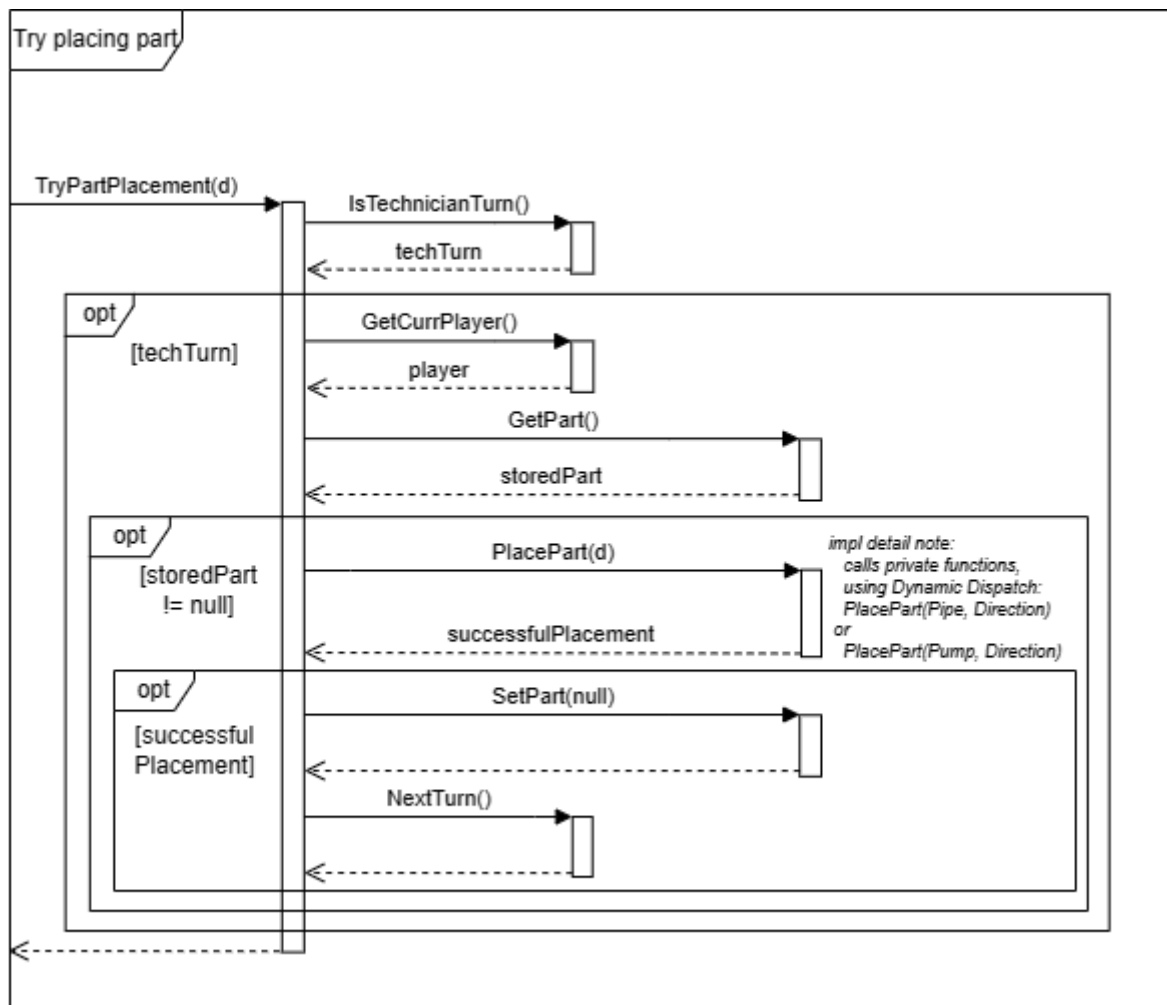 Try placing part
TryPartPlacement(d)
IsTechnicianTurn()
techTurn
opt
[techTurn]
GetCurrPlayer()
player
GetPart()
storedPart
opt
[storedPart
!= null]
PlacePart(d)
successfulPlacement
impl detail note:
calls private functions,
using Dynamic Dispatch:
PlacePart(Pipe, Direction)
or
PlacePart(Pump, Direction)
opt
[successful
Placement]
SetPart(null)
NextTurn()